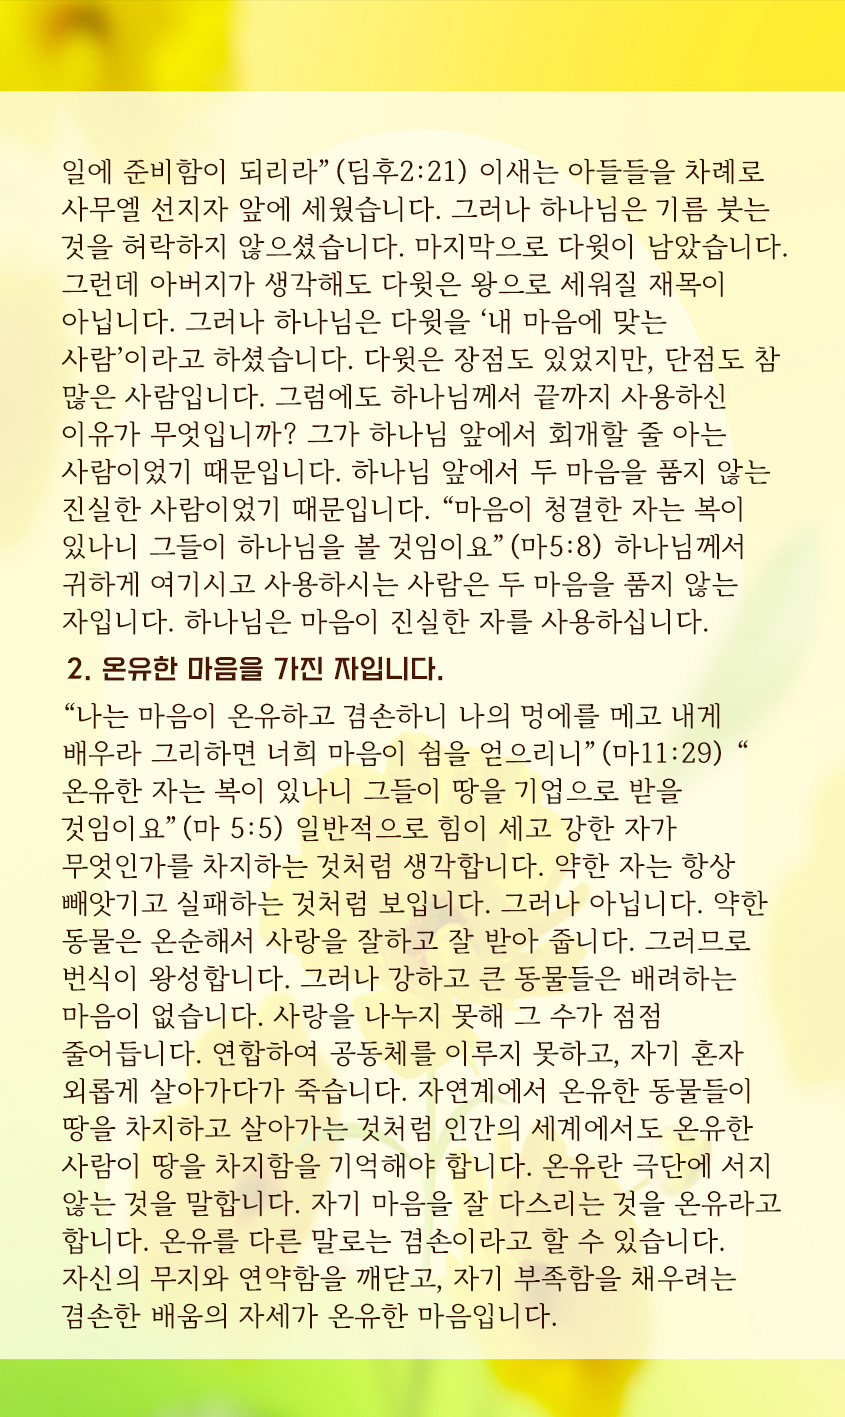 일에 준비함이 되리라”(딤후2:21) 이새는 아들들을 차례로
사무엘 선지자 앞에 세웠습니다. 그러나 하나님은 기름 붓는
것을 허락하지 않으셨습니다. 마지막으로 다윗이 남았습니다.
그런데 아버지가 생각해도 다윗은 왕으로 세워질 재목이
아닙니다. 그러나 하나님은 다윗을 ‘내 마음에 맞는
사람’이라고 하셨습니다. 다윗은 장점도 있었지만, 단점도 참
많은 사람입니다. 그럼에도 하나님께서 끝까지 사용하신
이유가 무엇입니까? 그가 하나님 앞에서 회개할 줄 아는
사람이었기 때문입니다. 하나님 앞에서 두 마음을 품지 않는
진실한 사람이었기 때문입니다. “마음이 청결한 자는 복이
있나니 그들이 하나님을 볼 것임이요”(마5:8) 하나님께서
귀하게 여기시고 사용하시는 사람은 두 마음을 품지 않는
자입니다. 하나님은 마음이 진실한 자를 사용하십니다.
2. 온유한 마음을 가진 자입니다.
“나는 마음이 온유하고 겸손하니 나의 멍에를 메고 내게
배우라 그리하면 너희 마음이 쉼을 얻으리니”(마11:29) “
온유한 자는 복이 있나니 그들이 땅을 기업으로 받을
것임이요”(마 5:5) 일반적으로 힘이 세고 강한 자가
무엇인가를 차지하는 것처럼 생각합니다. 약한 자는 항상
빼앗기고 실패하는 것처럼 보입니다. 그러나 아닙니다. 약한
동물은 온순해서 사랑을 잘하고 잘 받아 줍니다. 그러므로
번식이 왕성합니다. 그러나 강하고 큰 동물들은 배려하는
마음이 없습니다. 사랑을 나누지 못해 그 수가 점점
줄어듭니다. 연합하여 공동체를 이루지 못하고, 자기 혼자
외롭게 살아가다가 죽습니다. 자연계에서 온유한 동물들이
땅을 차지하고 살아가는 것처럼 인간의 세계에서도 온유한
사람이 땅을 차지함을 기억해야 합니다. 온유란 극단에 서지
않는 것을 말합니다. 자기 마음을 잘 다스리는 것을 온유라고
합니다. 온유를 다른 말로는 겸손이라고 할 수 있습니다.
자신의 무지와 연약함을 깨닫고, 자기 부족함을 채우려는
겸손한 배움의 자세가 온유한 마음입니다.